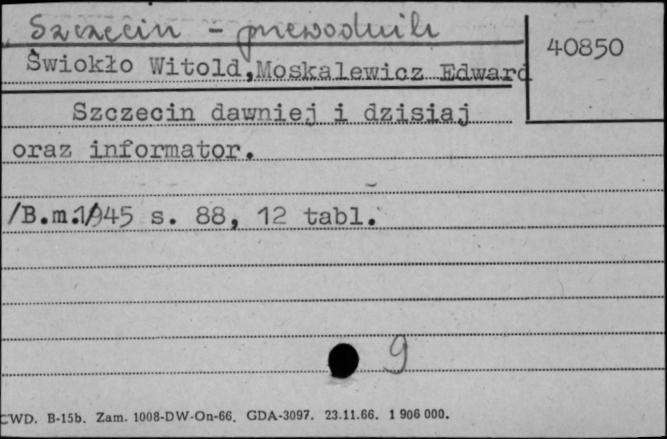 Szczecin - przewodnik
40850
Świokło Witold, Moskalewicz Edward
Szczecin dawniej i dzisiaj
oraz informator.
/B.m./1945 s. 88, 12 tabl.
9
CWD. B-15b. Zam. 1008-DW-On-66. GDA-3097. 23.11.66. 1 906 000.